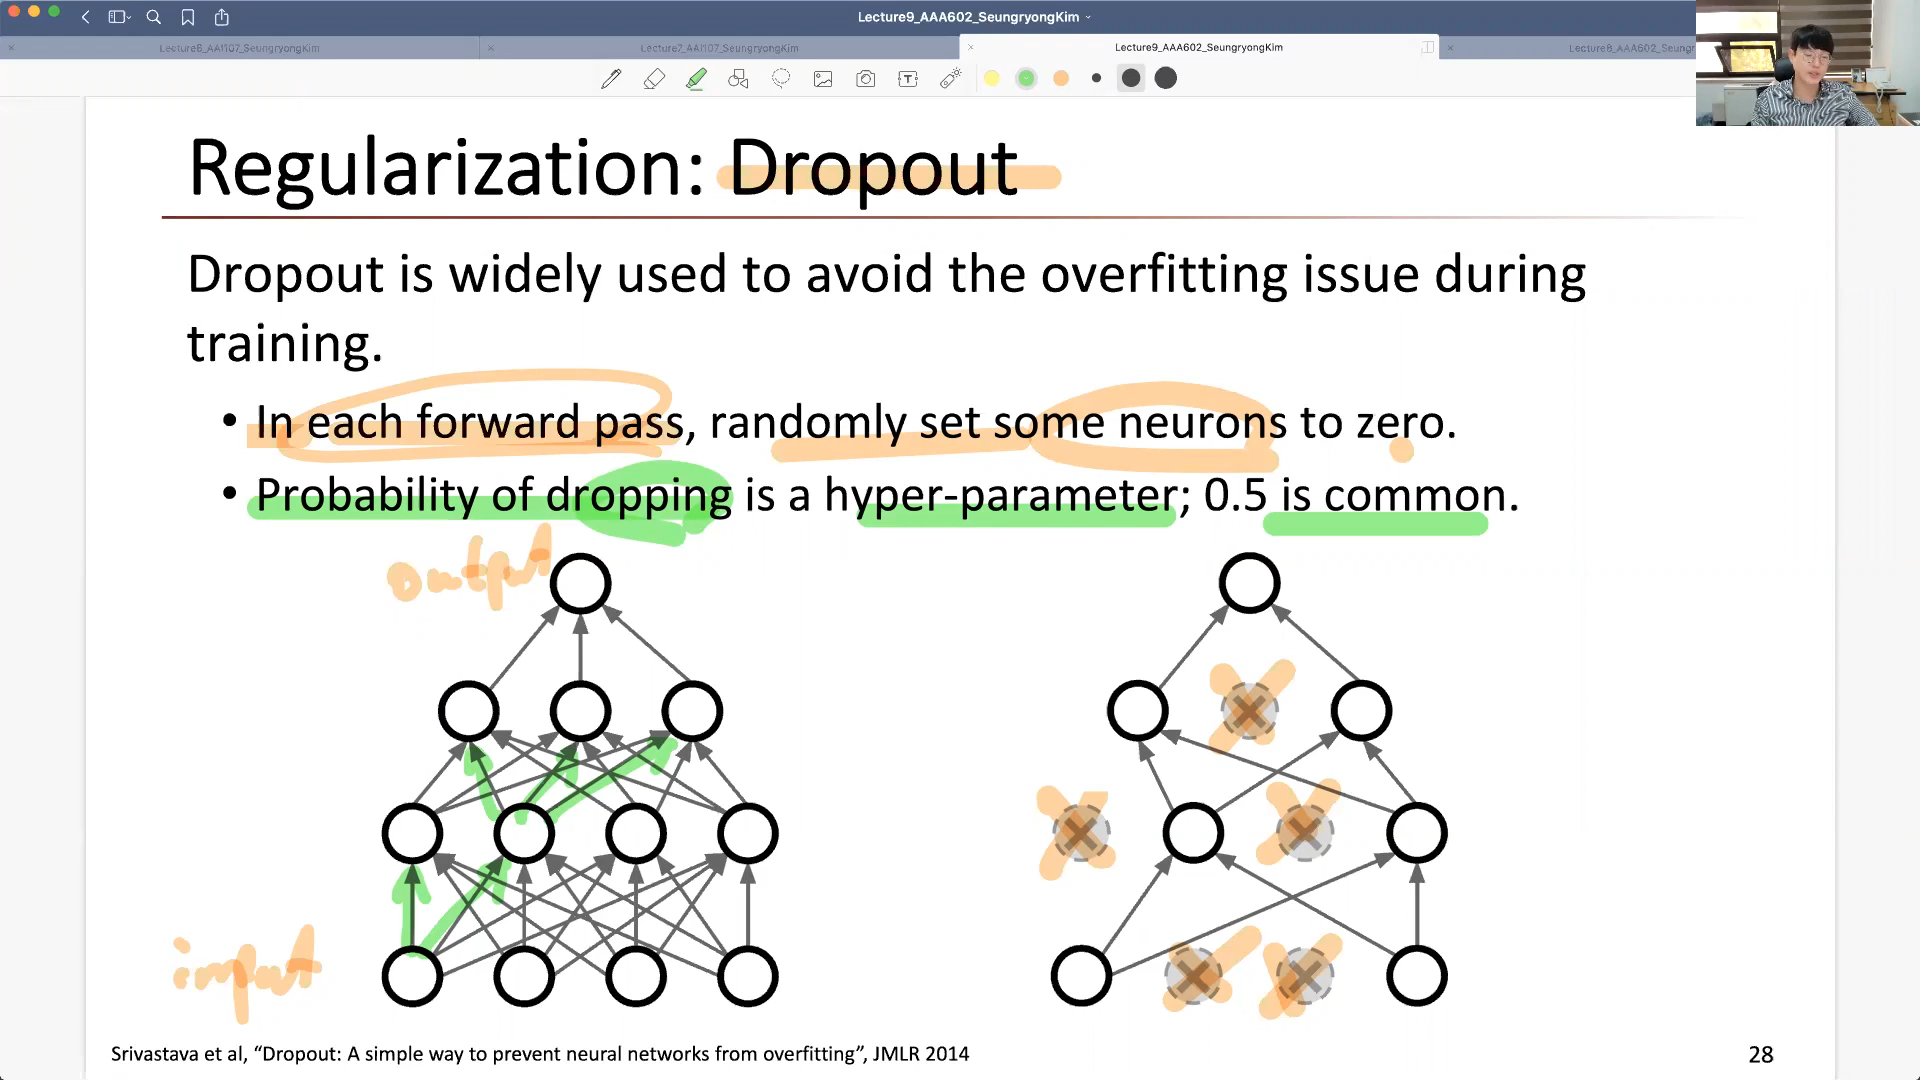 Lecture9_AAA602_SeungryongKim
Lecture6_AAI107_SeungryongKim
Lecture7_AAI107_SeungryongKim
Lecture9_AAA602_SeungryongKim
Lecture8_AAA602_Seungr
Regularization: Dropout
Dropout is widely used to avoid the overfitting issue during
training.
• In each forward pass, randomly set some neurons to zero.
• Probability of dropping is a hyper-parameter; 0.5 is common.
output
input
Srivastava et al, “Dropout: A simple way to prevent neural networks from overfitting”, JMLR 2014
28